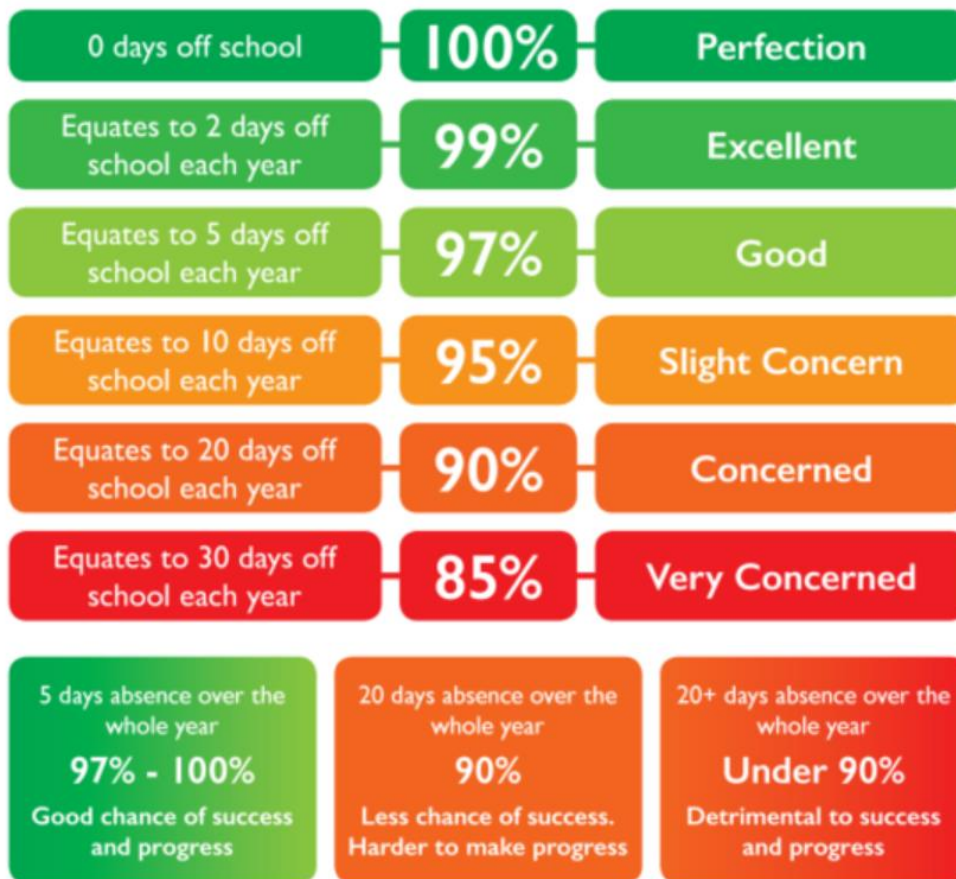 0 days off school
100%
Perfection
Equates to 2 days off
school each year
99%
Excellent
Equates to 5 days off
school each year
97%
Good
Equates to 10 days off
school each year
95%
Slight Concern
Equates to 20 days off
school each year
90%
Concerned
Equates to 30 days off
school each year
85%
Very Concerned
5 days absence over the
whole year
97% - 100%
Good chance of success
and progress
20 days absence over the
whole year
90%
Less chance of success.
Harder to make progress
20+ days absence over the
whole year
Under 90%
Detrimental to success
and progress